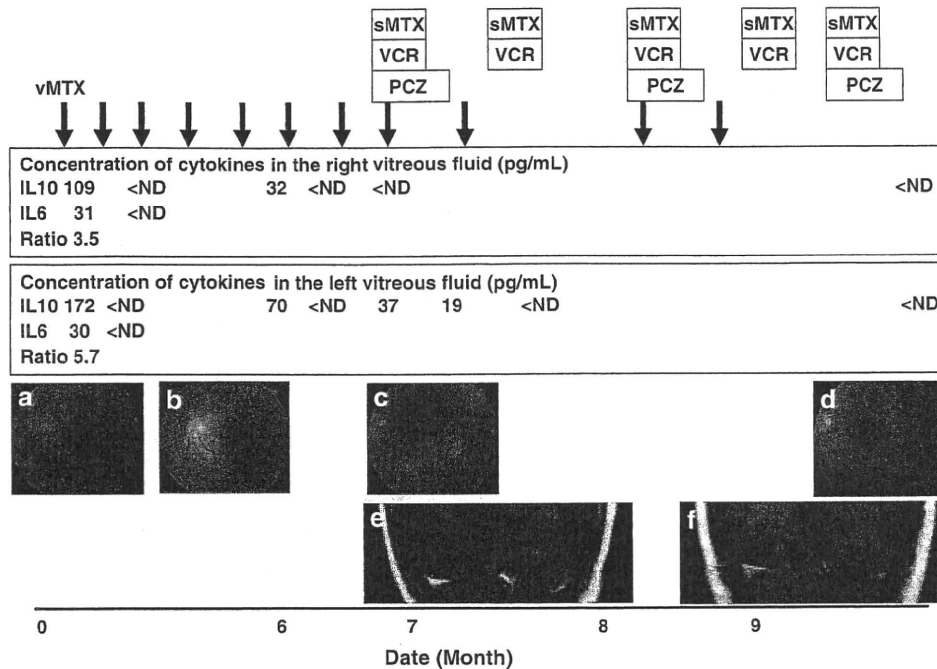 sMTX sMTX sMTX sMTX sMTX
VCR VCR VCR VCR VCR
PCZ PCZ PCZ
vMTX
Concentration of cytokines in the right vitreous fluid (pg/mL)
IL10 109 <ND 32 <ND <ND <ND
IL6 31 <ND
Ratio 3.5
Concentration of cytokines in the left vitreous fluid (pg/mL)
IL10 172 <ND 70 <ND 37 19 <ND <ND
IL6 30 <ND
Ratio 5.7
a b c d
e f
0 6 7 8 9
Date (Month)